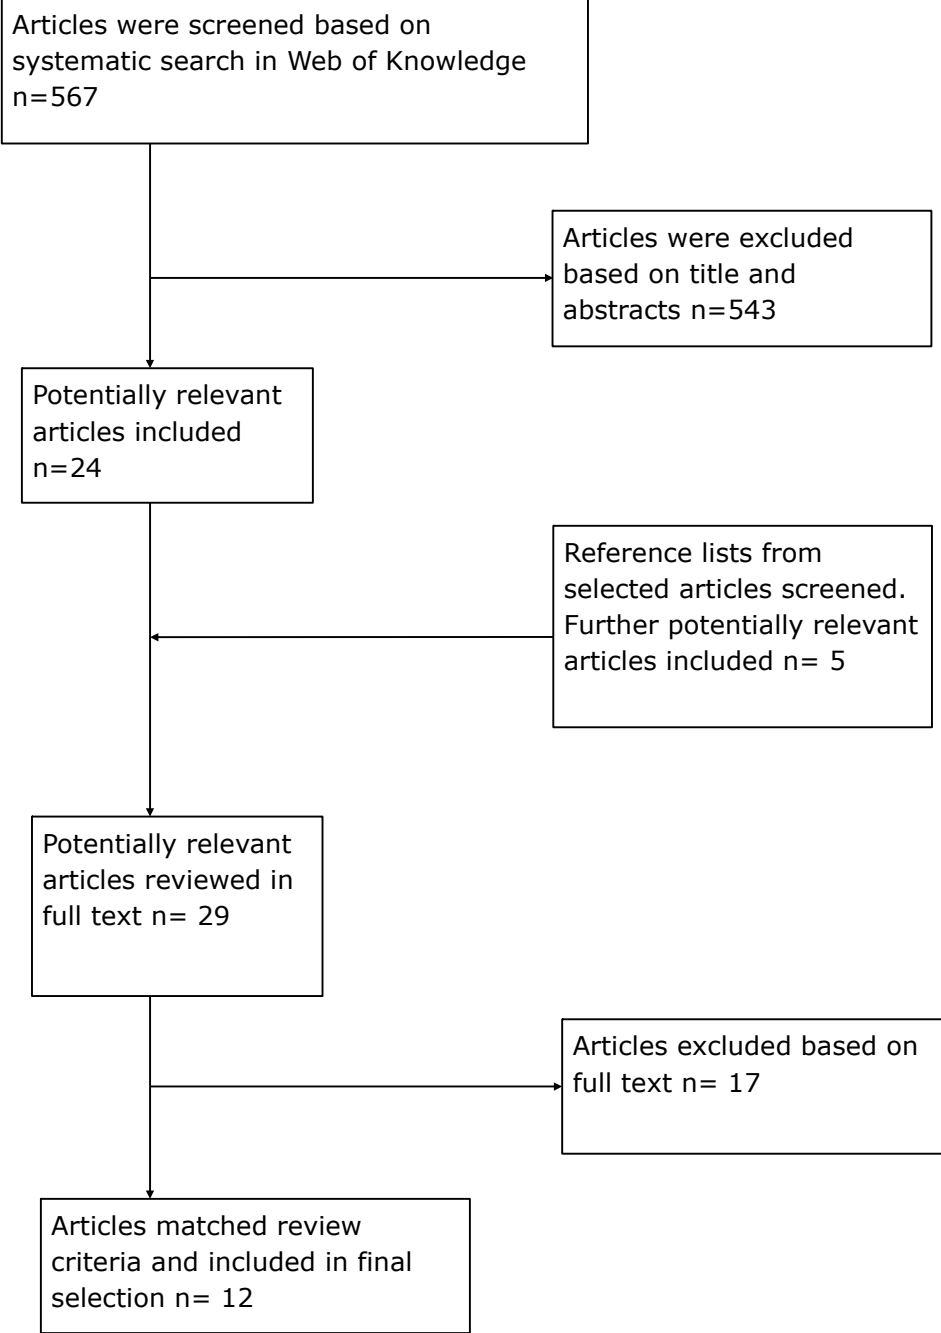 Articles were screened based on
systematic search in Web of Knowledge
n=567
Articles were excluded
based on title and
abstracts n=543
Potentially relevant
articles included
n=24
Reference lists from
selected articles screened.
Further potentially relevant
articles included n= 5
Potentially relevant
articles reviewed in
full text n= 29
Articles excluded based on
full text n= 17
Articles matched review
criteria and included in final
selection n= 12